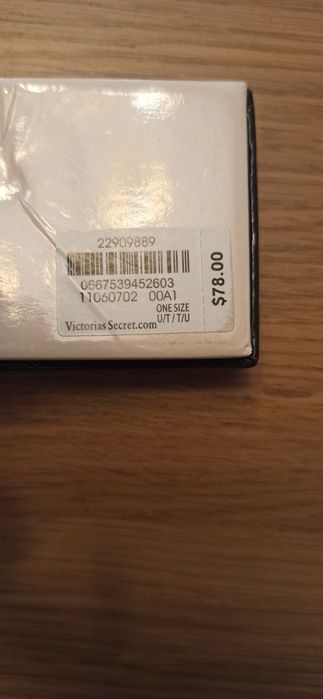 22909889
0667539452603
11060702 00A1
ONE SIZE
VictoriasSecret.com U/T / T/U
$78.00